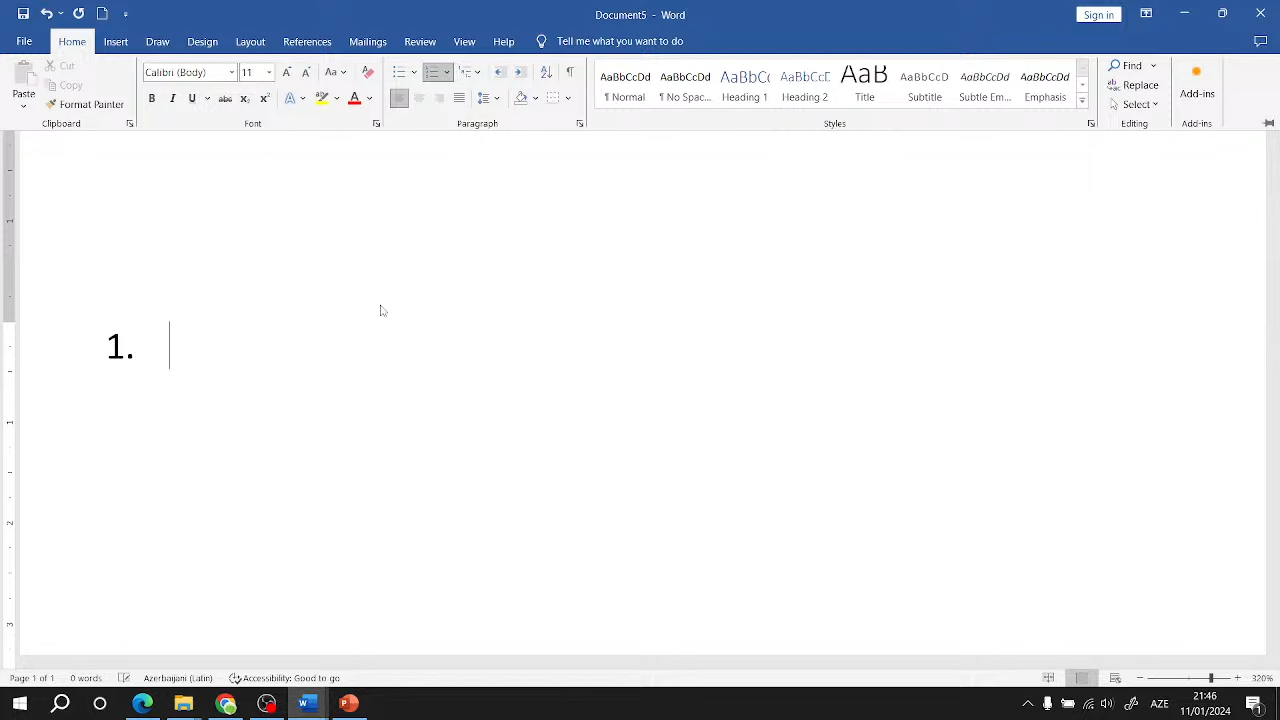 Document5 - Word
Sign in
File Home Insert Draw Design Layout References Mailings Review View Help Tell me what you want to do
Paste
Cut
Copy
Format Painter
Clipboard
Calibri (Body) 11
Font
Paragraph
AaBbCcDd AaBbCcDd AaBbC( AaBbCcC AaB AaBbCcD AaBbCcDd AaBbCcDd
¶ Normal ¶ No Spac... Heading 1 Heading 2 Title Subtitle Subtle Em... Emphasis
Styles
Find
Replace
Select
Editing
Add-ins
Add-ins
1.
Page 1 of 1 0 words Azerbaijani (Latin) Accessibility: Good to go 320%
AZE
21:46
11/01/2024